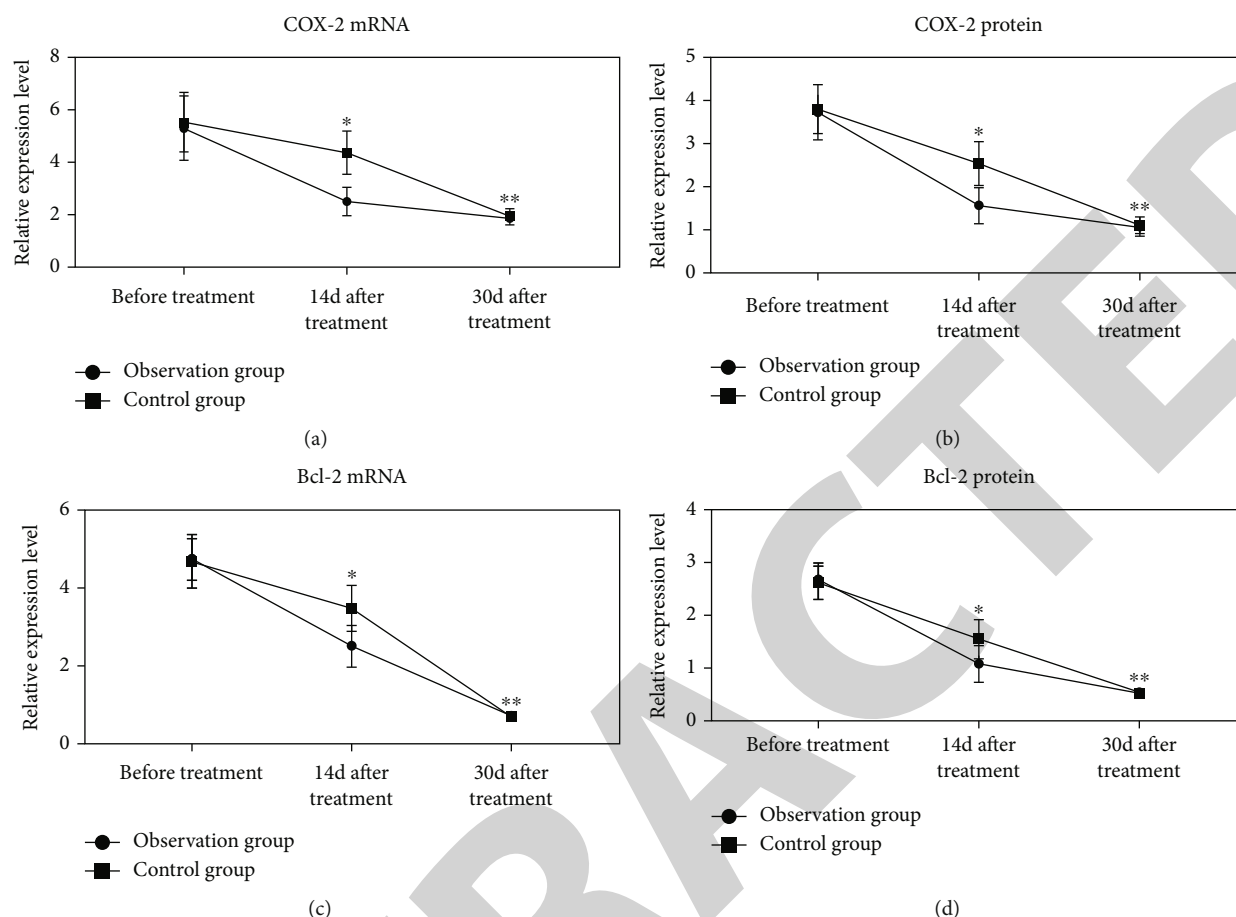 COX-2 mRNA
Relative expression level
8
6
4
2
0
*
**
Before treatment
14d after
treatment
30d after
treatment
Observation group
Control group
(a)
COX-2 protein
Relative expression level
5
4
3
2
1
0
*
**
Before treatment
14d after
treatment
30d after
treatment
Observation group
Control group
(b)
Bcl-2 mRNA
Relative expression level
6
4
2
0
*
**
Before treatment
14d after
treatment
30d after
treatment
Observation group
Control group
(c)
Bcl-2 protein
Relative expression level
4
3
2
1
0
*
**
Before treatment
14d after
treatment
30d after
treatment
Observation group
Control group
(d)
RACTED